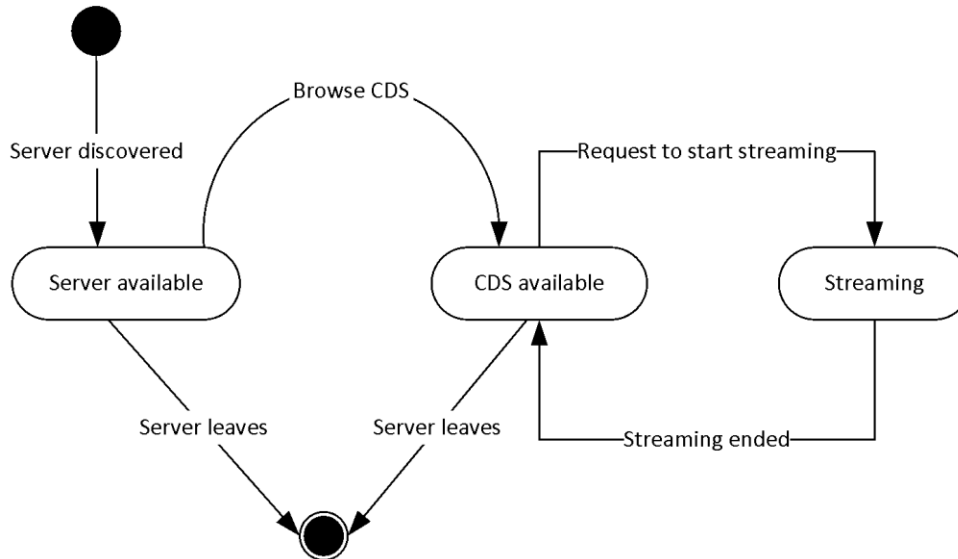 Browse CDS
Server discovered
Request to start streaming
Server available
CDS available
Streaming
Server leaves
Server leaves
Streaming ended